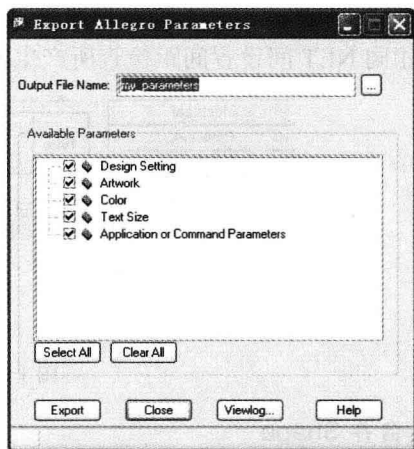 Export Allegro Parameters
Output File Name: my_parameters
...
Available Parameters
Design Setting
Artwork
Color
Text Size
Application or Command Parameters
Select All Clear All
Export Close Viewlog... Help